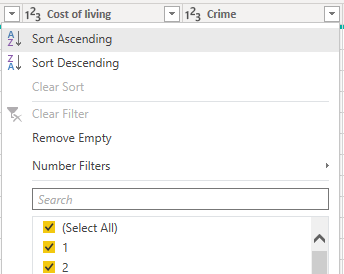 1²3 Cost of living 1²3 Crime
A Z Sort Ascending
Z A Sort Descending
Clear Sort
Clear Filter
Remove Empty
Number Filters
Search
(Select All)
1
2